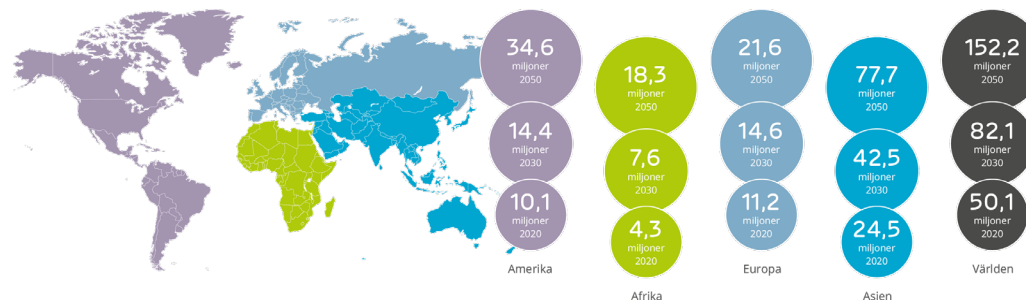 34,6
miljoner
2050
14,4
miljoner
2030
10,1
miljoner
2020
Amerika
18,3
miljoner
2050
7,6
miljoner
2030
4,3
miljoner
2020
Afrika
21,6
miljoner
2050
14,6
miljoner
2030
11,2
miljoner
2020
Europa
77,7
miljoner
2050
42,5
miljoner
2030
24,5
miljoner
2020
Asien
152,2
miljoner
2050
82,1
miljoner
2030
50,1
miljoner
2020
Världen